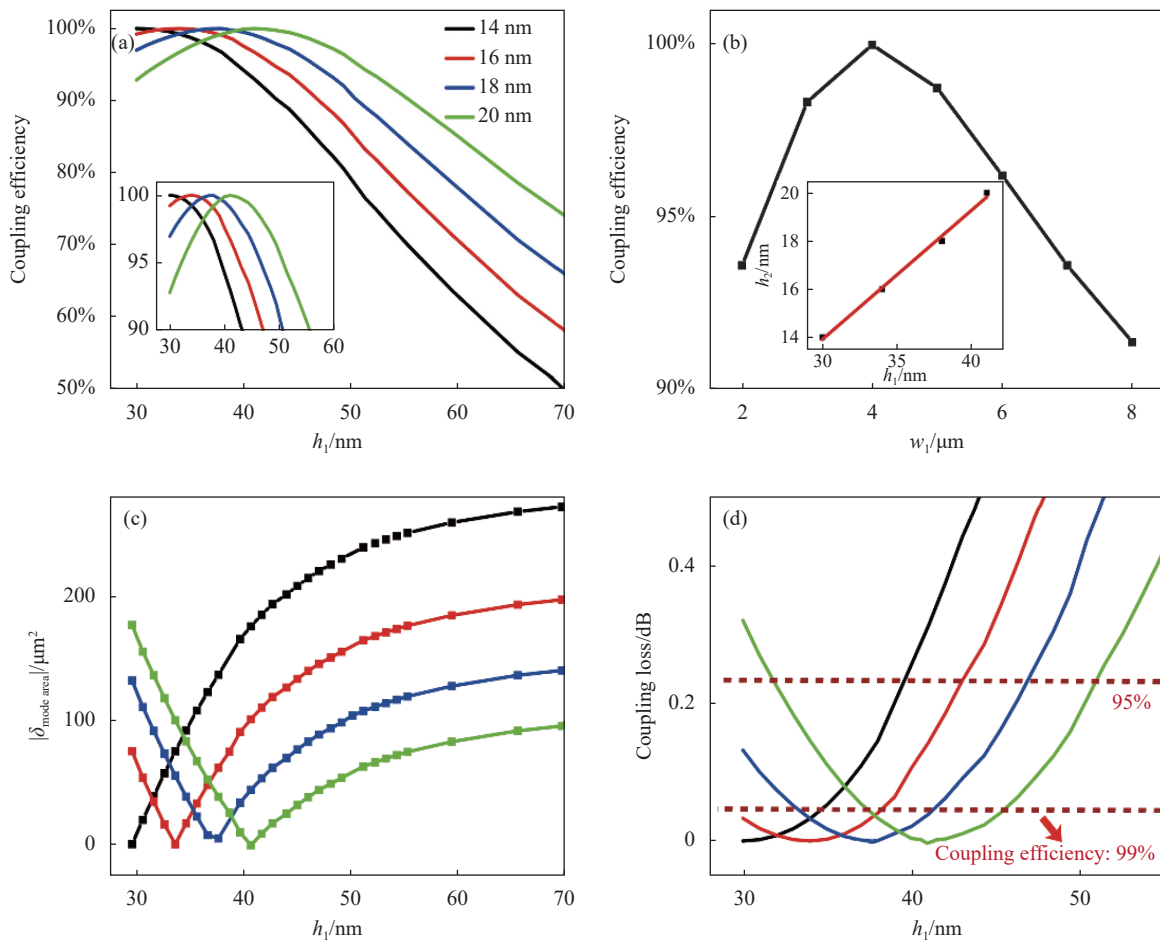 (a)
100%
90%
80%
70%
60%
50%
Coupling efficiency
14 nm
16 nm
18 nm
20 nm
100
95
90
30 40 50 60
30 40 50 60 70
h₁/nm
(b)
100%
95%
90%
Coupling efficiency
20
18
16
14
h₂/nm
30 35 40
h₁/nm
2 4 6 8
w₁/μm
(c)
200
100
0
|δmode area|/μm²
30 40 50 60 70
h₁/nm
(d)
0.4
0.2
0
Coupling loss/dB
95%
Coupling efficiency: 99%
30 40 50
h₁/nm